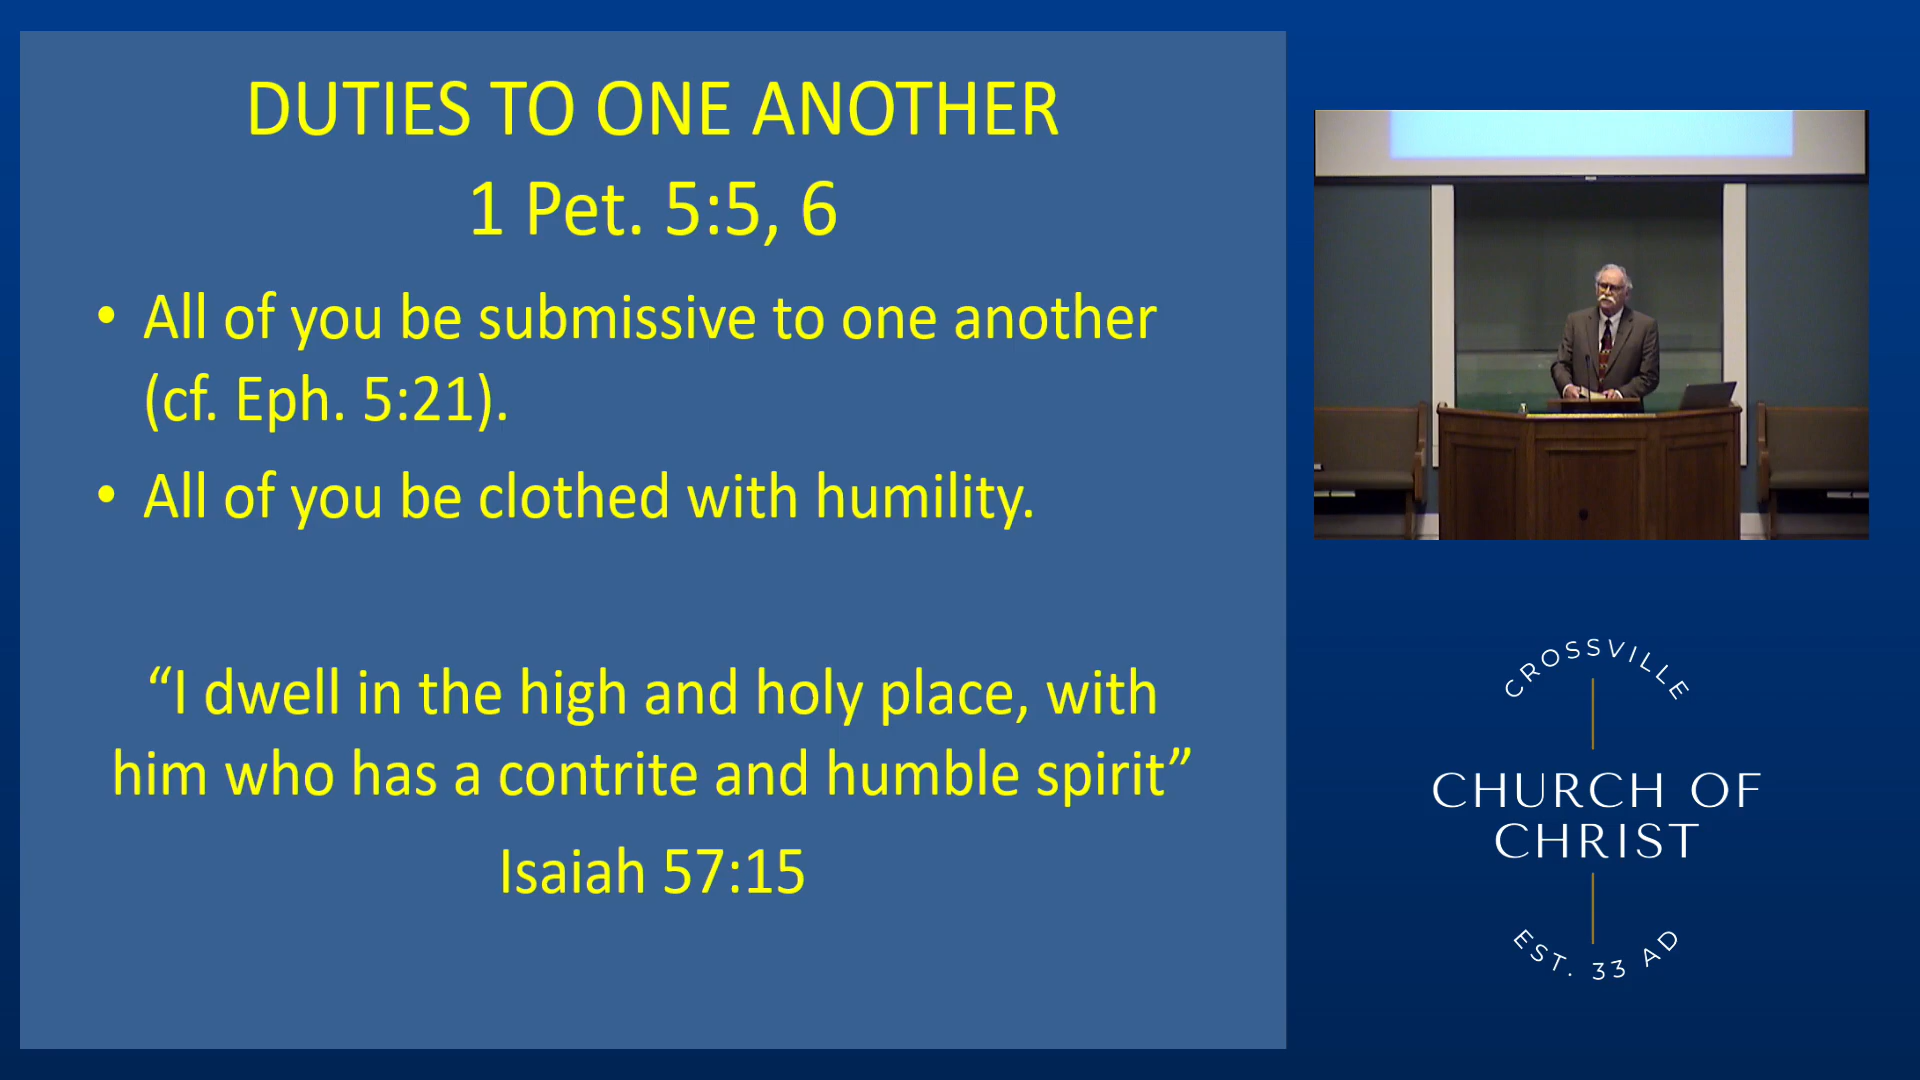 DUTIES TO ONE ANOTHER
1 Pet. 5:5, 6
• All of you be submissive to one another
(cf. Eph. 5:21).
• All of you be clothed with humility.
“I dwell in the high and holy place, with
him who has a contrite and humble spirit”
Isaiah 57:15
CROSSVILLE
CHURCH OF
CHRIST
EST. 33 AD